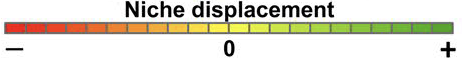 Niche displacement
− 0 +